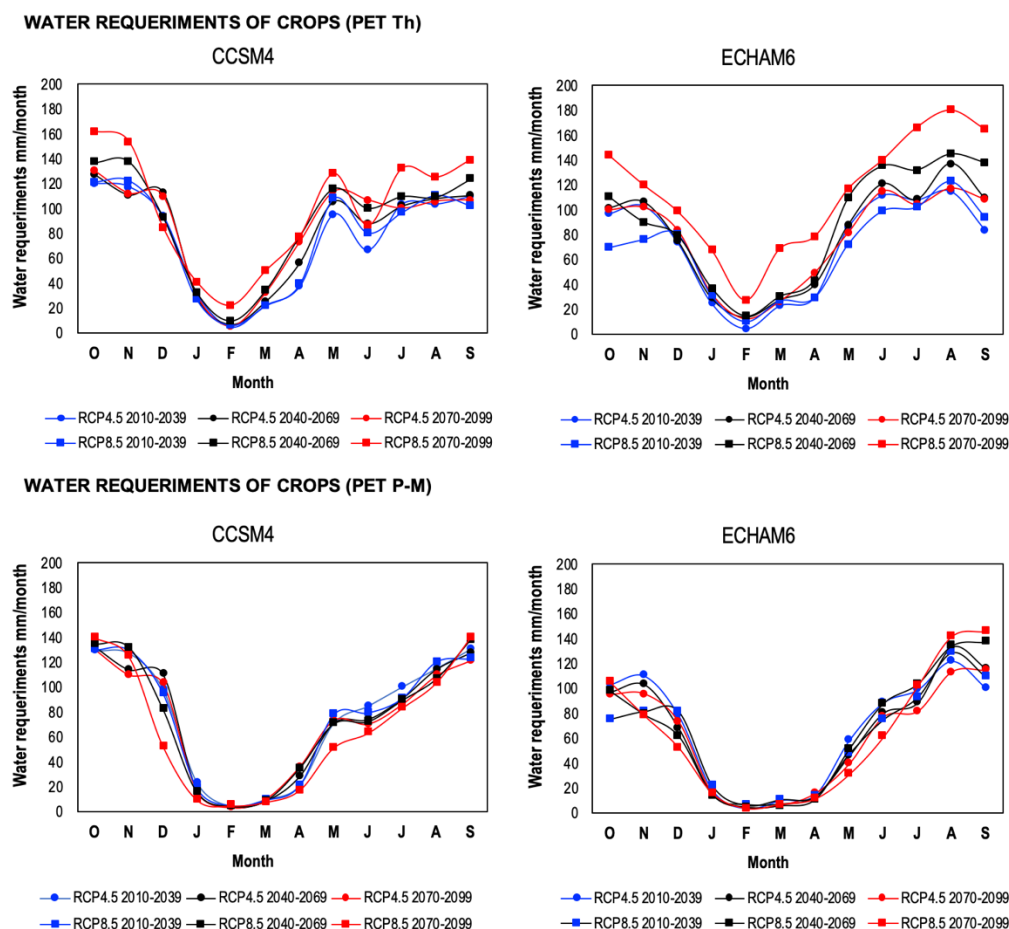 WATER REQUERIMENTS OF CROPS (PET Th)
CCSM4
Water requeriments mm/month
200
180
160
140
120
100
80
60
40
20
0
O N D J F M A M J J A S
Month
RCP4.5 2010-2039 RCP4.5 2040-2069 RCP4.5 2070-2099
RCP8.5 2010-2039 RCP8.5 2040-2069 RCP8.5 2070-2099
ECHAM6
Water requeriments mm/month
200
180
160
140
120
100
80
60
40
20
0
O N D J F M A M J J A S
Month
RCP4.5 2010-2039 RCP4.5 2040-2069 RCP4.5 2070-2099
RCP8.5 2010-2039 RCP8.5 2040-2069 RCP8.5 2070-2099
WATER REQUERIMENTS OF CROPS (PET P-M)
CCSM4
Water requeriments mm/month
200
180
160
140
120
100
80
60
40
20
0
O N D J F M A M J J A S
Month
RCP4.5 2010-2039 RCP4.5 2040-2069 RCP4.5 2070-2099
RCP8.5 2010-2039 RCP8.5 2040-2069 RCP8.5 2070-2099
ECHAM6
Water requeriments mm/month
200
180
160
140
120
100
80
60
40
20
0
O N D J F M A M J J A S
Month
RCP4.5 2010-2039 RCP4.5 2040-2069 RCP4.5 2070-2099
RCP8.5 2010-2039 RCP8.5 2040-2069 RCP8.5 2070-2099